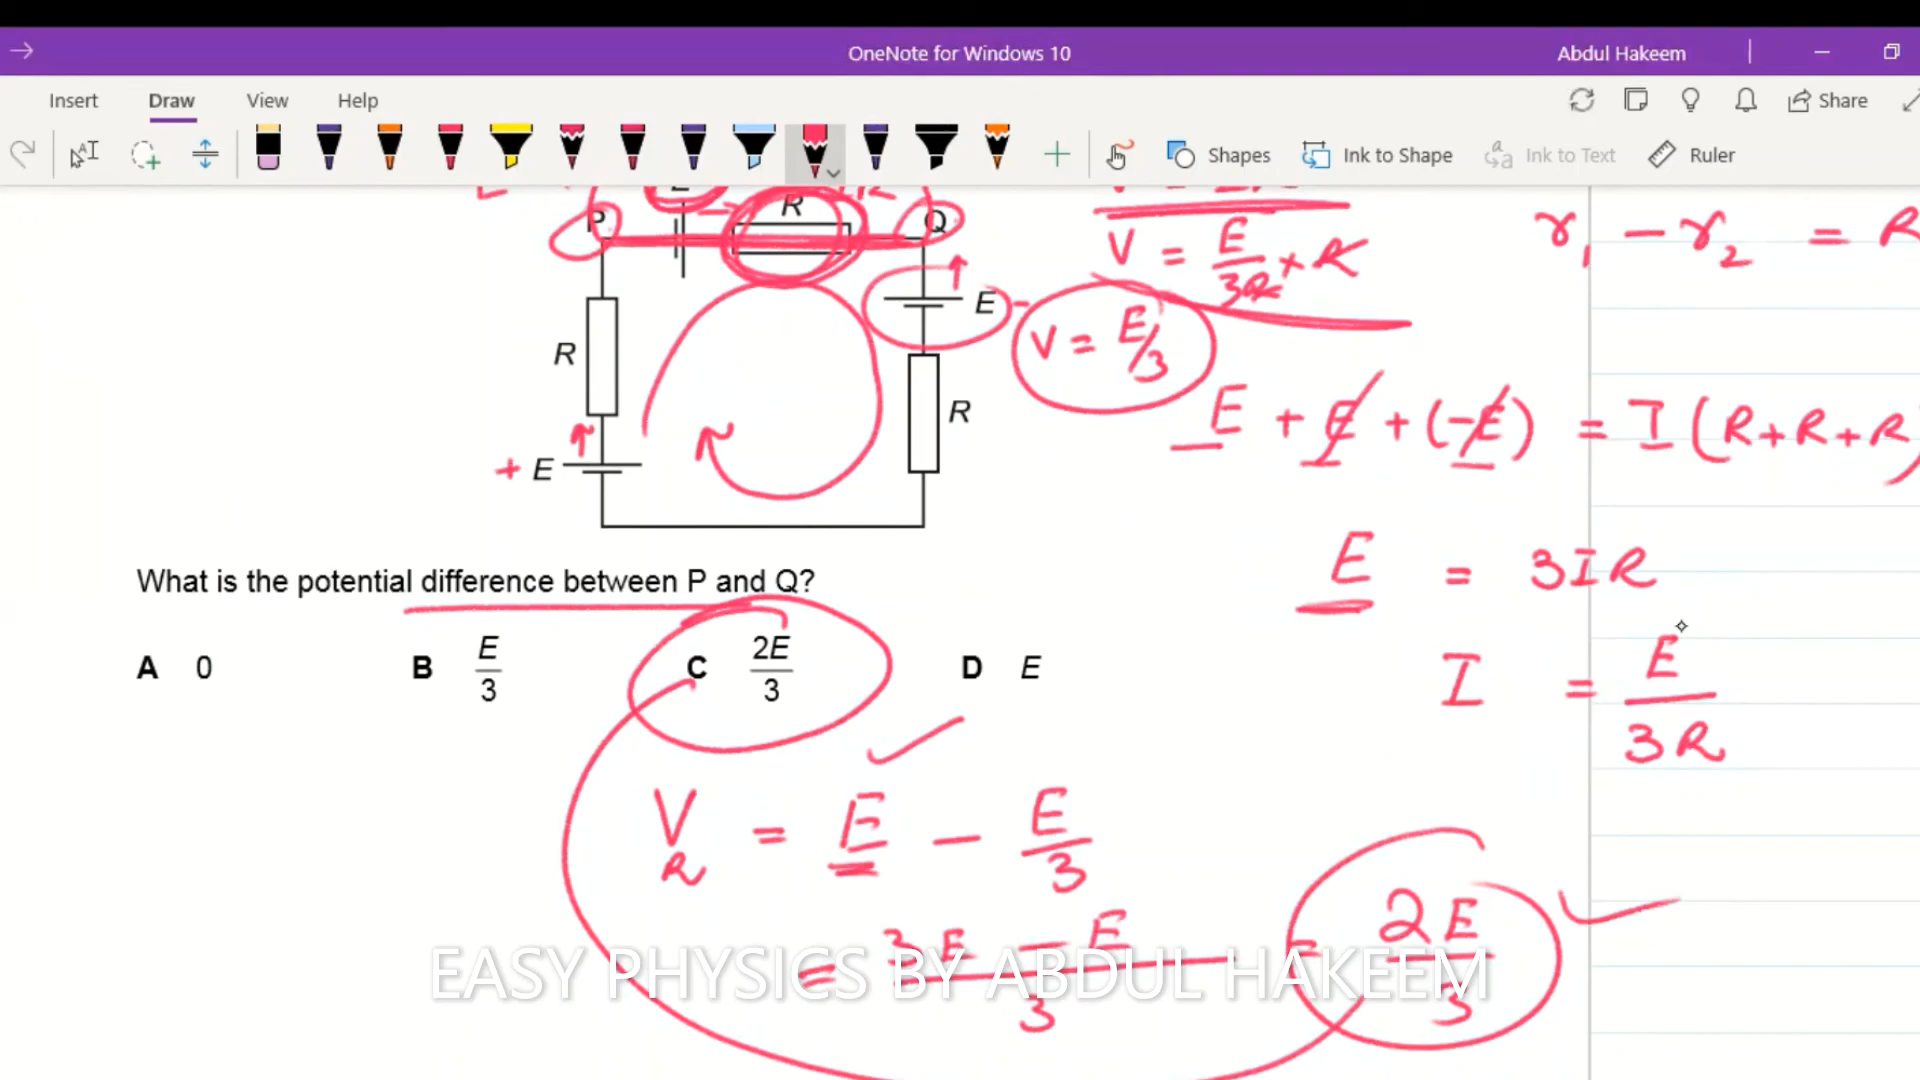 OneNote for Windows 10
Abdul Hakeem
Insert Draw View Help
Share
Shapes Ink to Shape Ink to Text Ruler
P R Q
V = E/3R × R
r₁ - r₂ = R
E
V = E/3
R
R
E + E + (-E) = I (R+R+R)
+ E
E = 3IR
What is the potential difference between P and Q?
A 0 B E/3 C 2E/3 D E
I = E/3R
V_R = E - E/3
= 3E - E/3 = 2E/3
EASY PHYSICS BY ABDUL HAKEEM